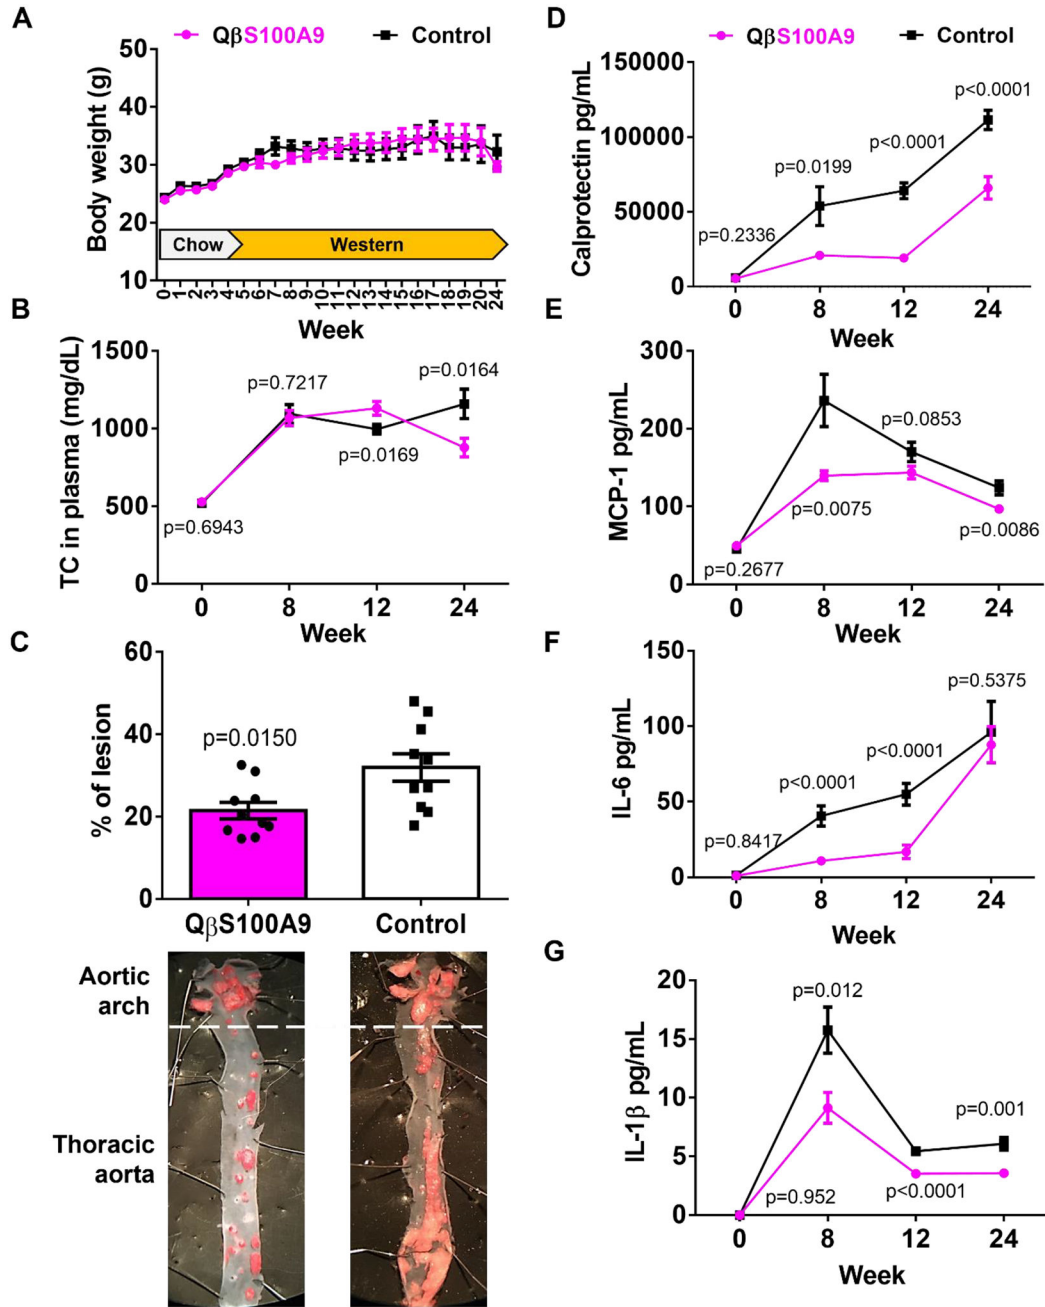 A
QβS100A9
Control
Body weight (g)
50
40
30
20
10
Chow
Western
0 1 2 3 4 5 6 7 8 9 10 11 12 13 14 15 16 17 18 19 20 24
Week
B
TC in plasma (mg/dL)
1500
1000
500
0
p=0.7217
p=0.0164
p=0.0169
p=0.6943
0 8 12 24
Week
C
% of lesion
60
40
20
0
p=0.0150
QβS100A9
Control
Aortic
arch
Thoracic
aorta
D
QβS100A9
Control
Calprotectin pg/mL
150000
100000
50000
0
p<0.0001
p<0.0001
p=0.0199
p=0.2336
0 8 12 24
Week
E
MCP-1 pg/mL
300
200
100
0
p=0.0853
p=0.0075
p=0.0086
p=0.2677
0 8 12 24
Week
F
IL-6 pg/mL
150
100
50
0
p=0.5375
p<0.0001
p<0.0001
p=0.8417
0 8 12 24
Week
G
IL-1β pg/mL
20
15
10
5
0
p=0.012
p=0.001
p=0.952
p<0.0001
0 8 12 24
Week